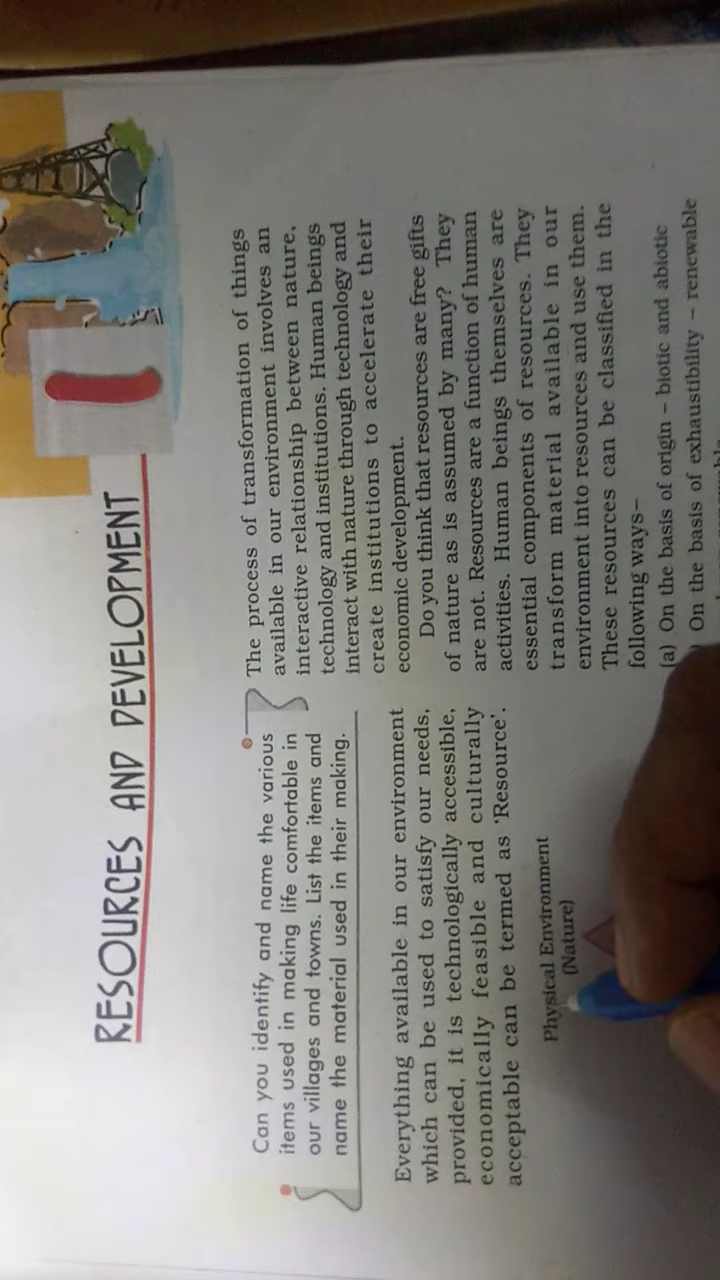 1
RESOURCES AND DEVELOPMENT
Can you identify and name the various
items used in making life comfortable in
our villages and towns. List the items and
name the material used in their making.
Everything available in our environment
which can be used to satisfy our needs,
provided, it is technologically accessible,
economically feasible and culturally
acceptable can be termed as ‘Resource’.
Physical Environment
(Nature)
The process of transformation of things
available in our environment involves an
interactive relationship between nature,
technology and institutions. Human beings
interact with nature through technology and
create institutions to accelerate their
economic development.
Do you think that resources are free gifts
of nature as is assumed by many? They
are not. Resources are a function of human
activities. Human beings themselves are
essential components of resources. They
transform material available in our
environment into resources and use them.
These resources can be classified in the
following ways–
(a) On the basis of origin – biotic and abiotic
On the basis of exhaustibility – renewable